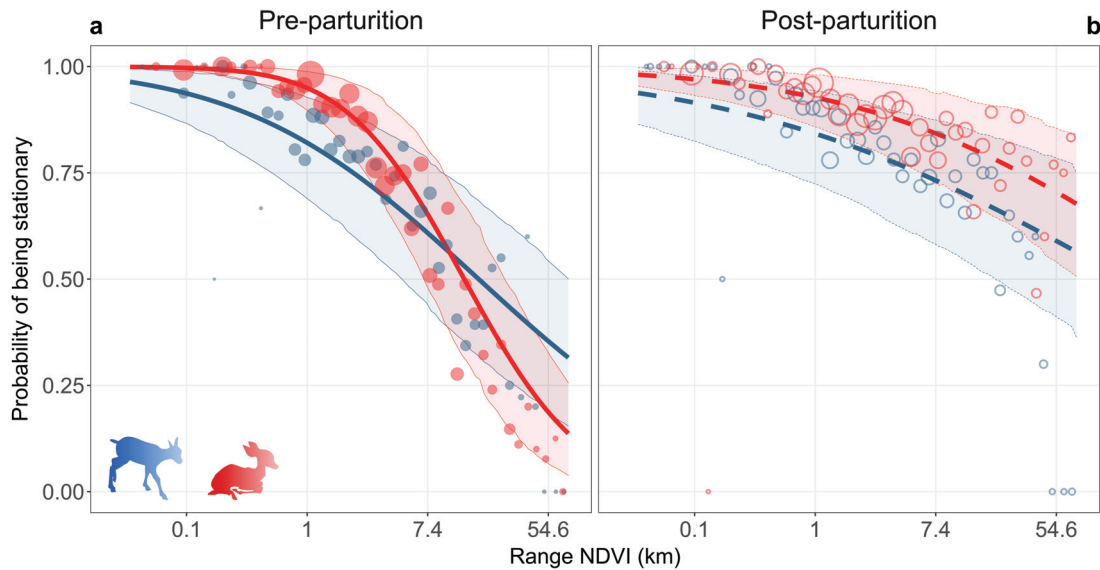 a Pre-parturition
Post-parturition b
Probability of being stationary
1.00
0.75
0.50
0.25
0.00
0.1 1 7.4 54.6
0.1 1 7.4 54.6
Range NDVI (km)